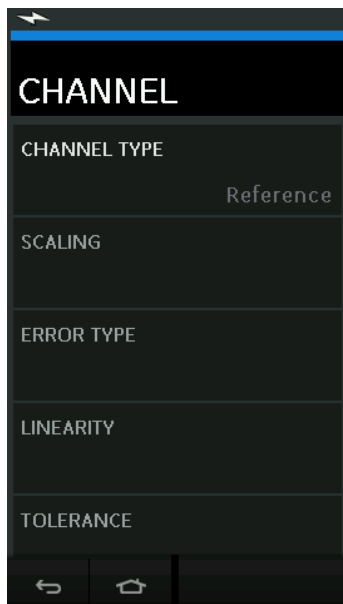 CHANNEL
CHANNEL TYPE
Reference
SCALING
ERROR TYPE
LINEARITY
TOLERANCE